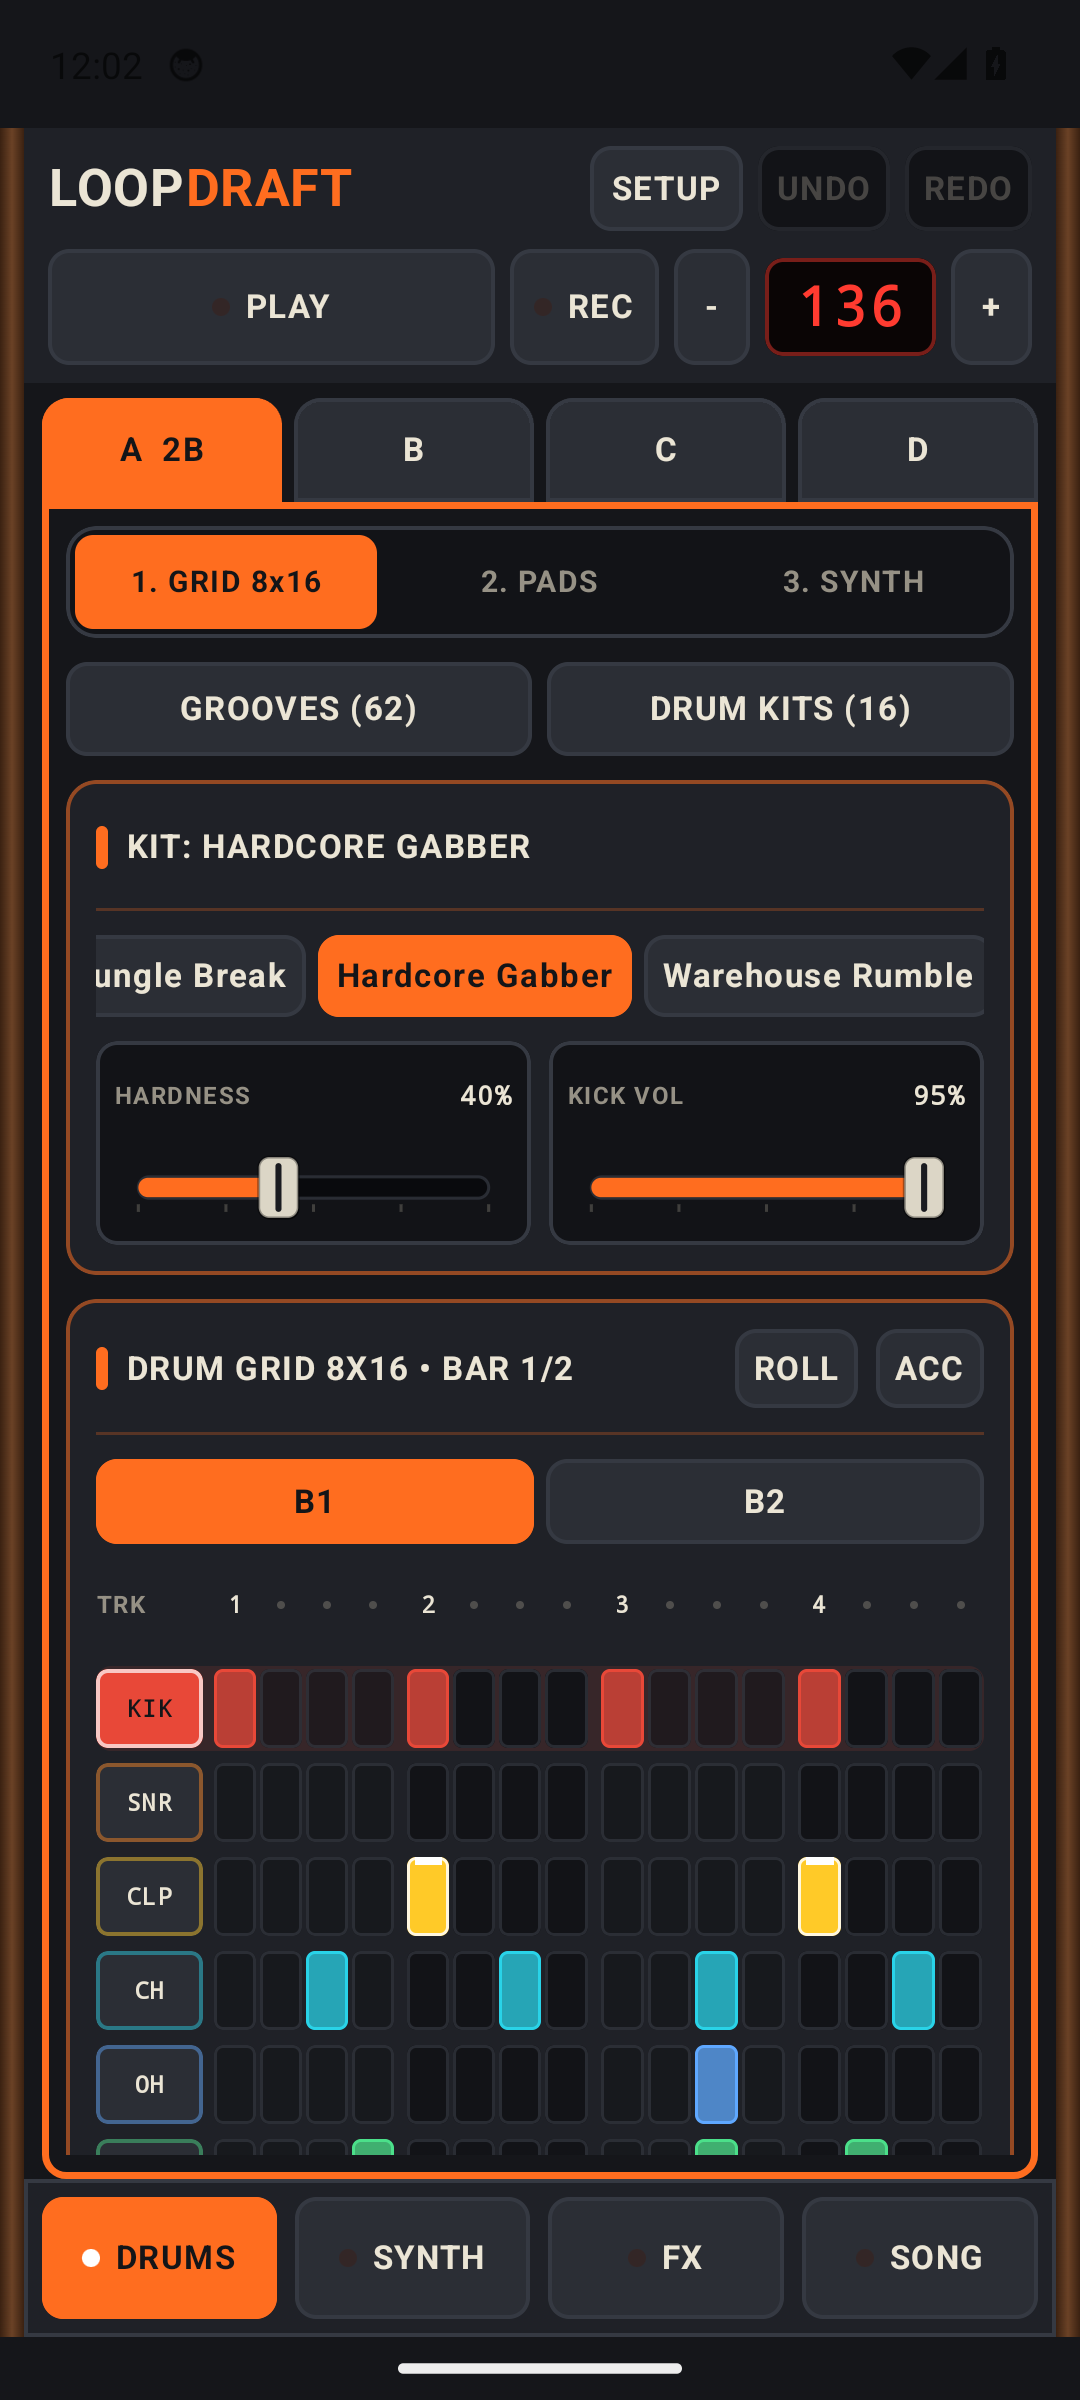 12:02
LOOPDRAFT SETUP UNDO REDO
PLAY REC - 136 +
A 2B B C D
1. GRID 8x16 2. PADS 3. SYNTH
GROOVES (62) DRUM KITS (16)
KIT: HARDCORE GABBER
ungle Break Hardcore Gabber Warehouse Rumble
HARDNESS 40% KICK VOL 95%
DRUM GRID 8X16 • BAR 1/2 ROLL ACC
B1 B2
TRK 1 2 3 4
KIK
SNR
CLP
CH
OH
DRUMS SYNTH FX SONG